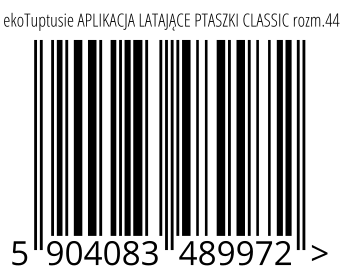 ekoTuptusie APLIKACJA LATAJĄCE PTASZKI CLASSIC rozm.44
5 904083 489972 >